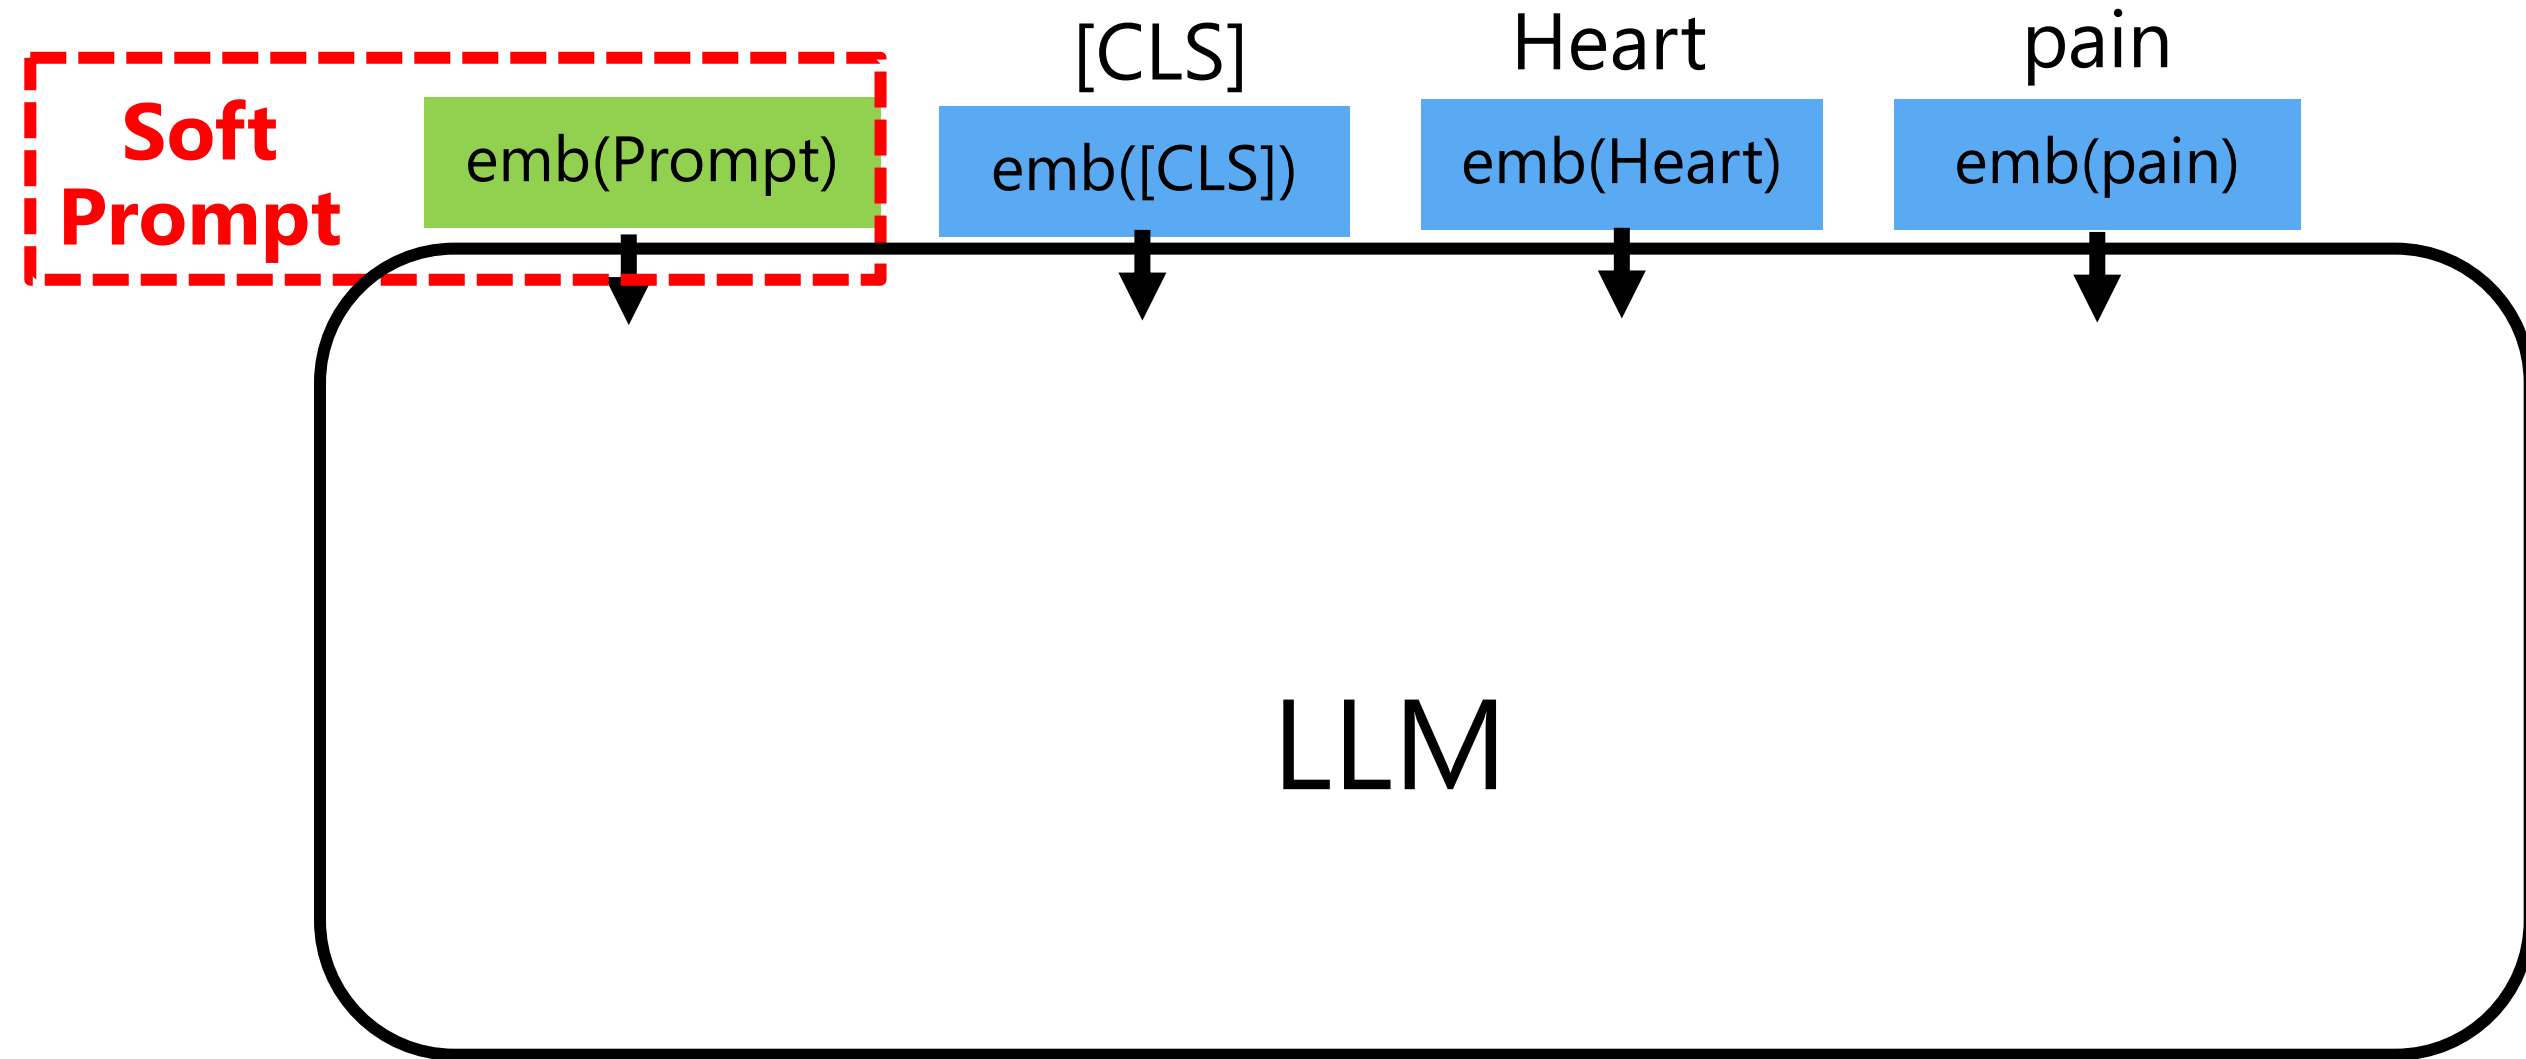 [CLS]
Heart
pain
Soft
Prompt
emb(Prompt)
emb([CLS])
emb(Heart)
emb(pain)
LLM